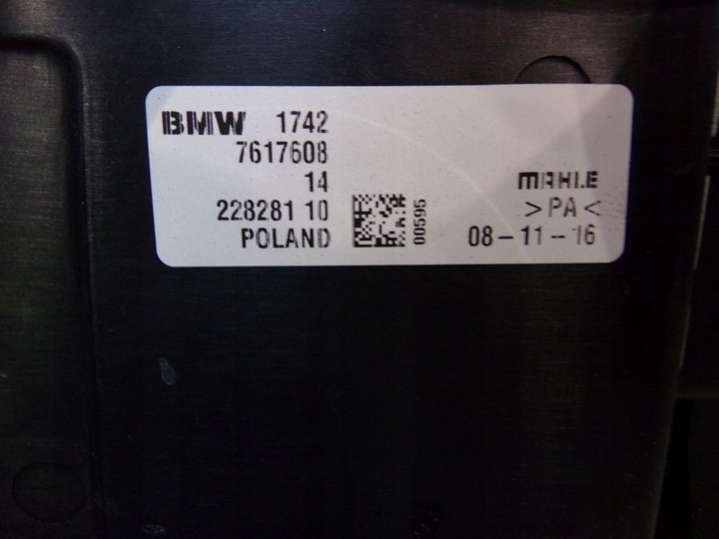 BMW 1742
7617608
14
MAHLE
228281 10
>PA<
00595
POLAND
08-11-16